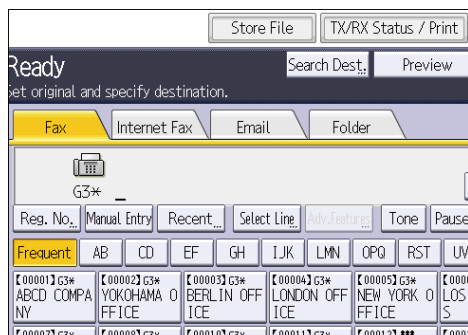 Store File TX/RX Status / Print
Ready Search Dest. Preview
Set original and specify destination.
Fax Internet Fax Email Folder
G3* _
Reg. No. Manual Entry Recent Select Line Adv.Features Tone Pause
Frequent AB CD EF GH IJK LMN OPQ RST UV
[00001]G3* [00002]G3* [00003]G3* [00004]G3* [00005]G3* [000
ABCD COMPA YOKOHAMA O BERLIN OFF LONDON OFF NEW YORK O LOS
NY FFICE ICE ICE FFICE S